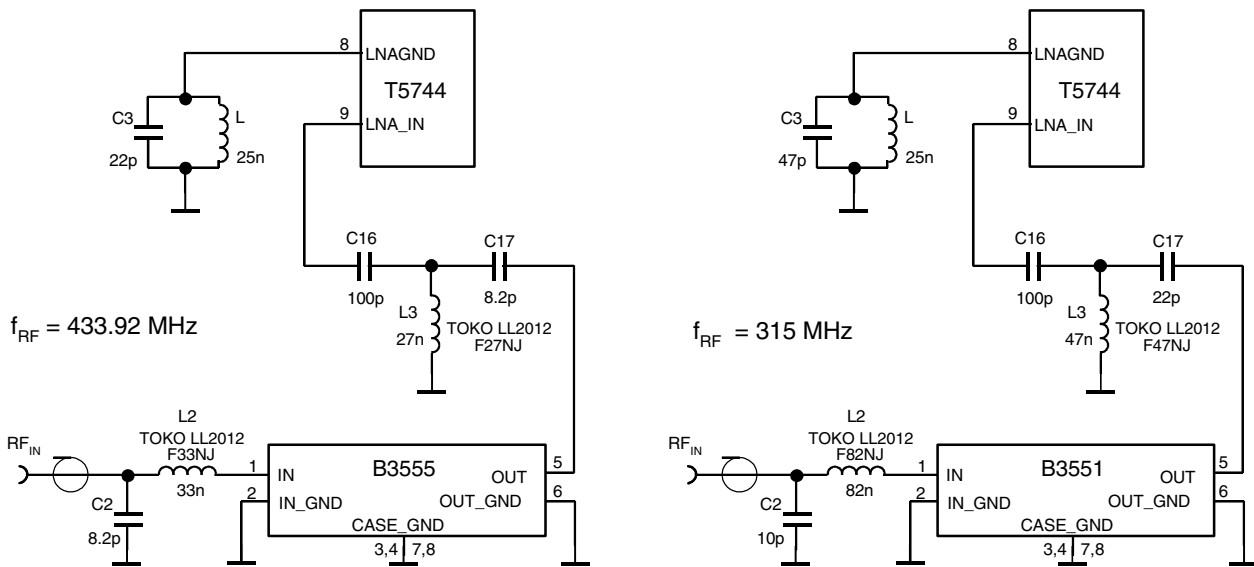 8
LNAGND
T5744
C3
L
9
LNA_IN
22p
25n
C16
C17
100p
8.2p
L3
27n
TOKO LL2012
F27NJ
fRF = 433.92 MHz
L2
TOKO LL2012
F33NJ
33n
RFIN
C2
8.2p
1
IN
B3555
OUT
5
2
IN_GND
OUT_GND
6
CASE_GND
3,4
7,8
8
LNAGND
T5744
C3
L
9
LNA_IN
47p
25n
C16
C17
100p
22p
L3
47n
TOKO LL2012
F47NJ
fRF = 315 MHz
L2
TOKO LL2012
F82NJ
82n
RFIN
C2
10p
1
IN
B3551
OUT
5
2
IN_GND
OUT_GND
6
CASE_GND
3,4
7,8